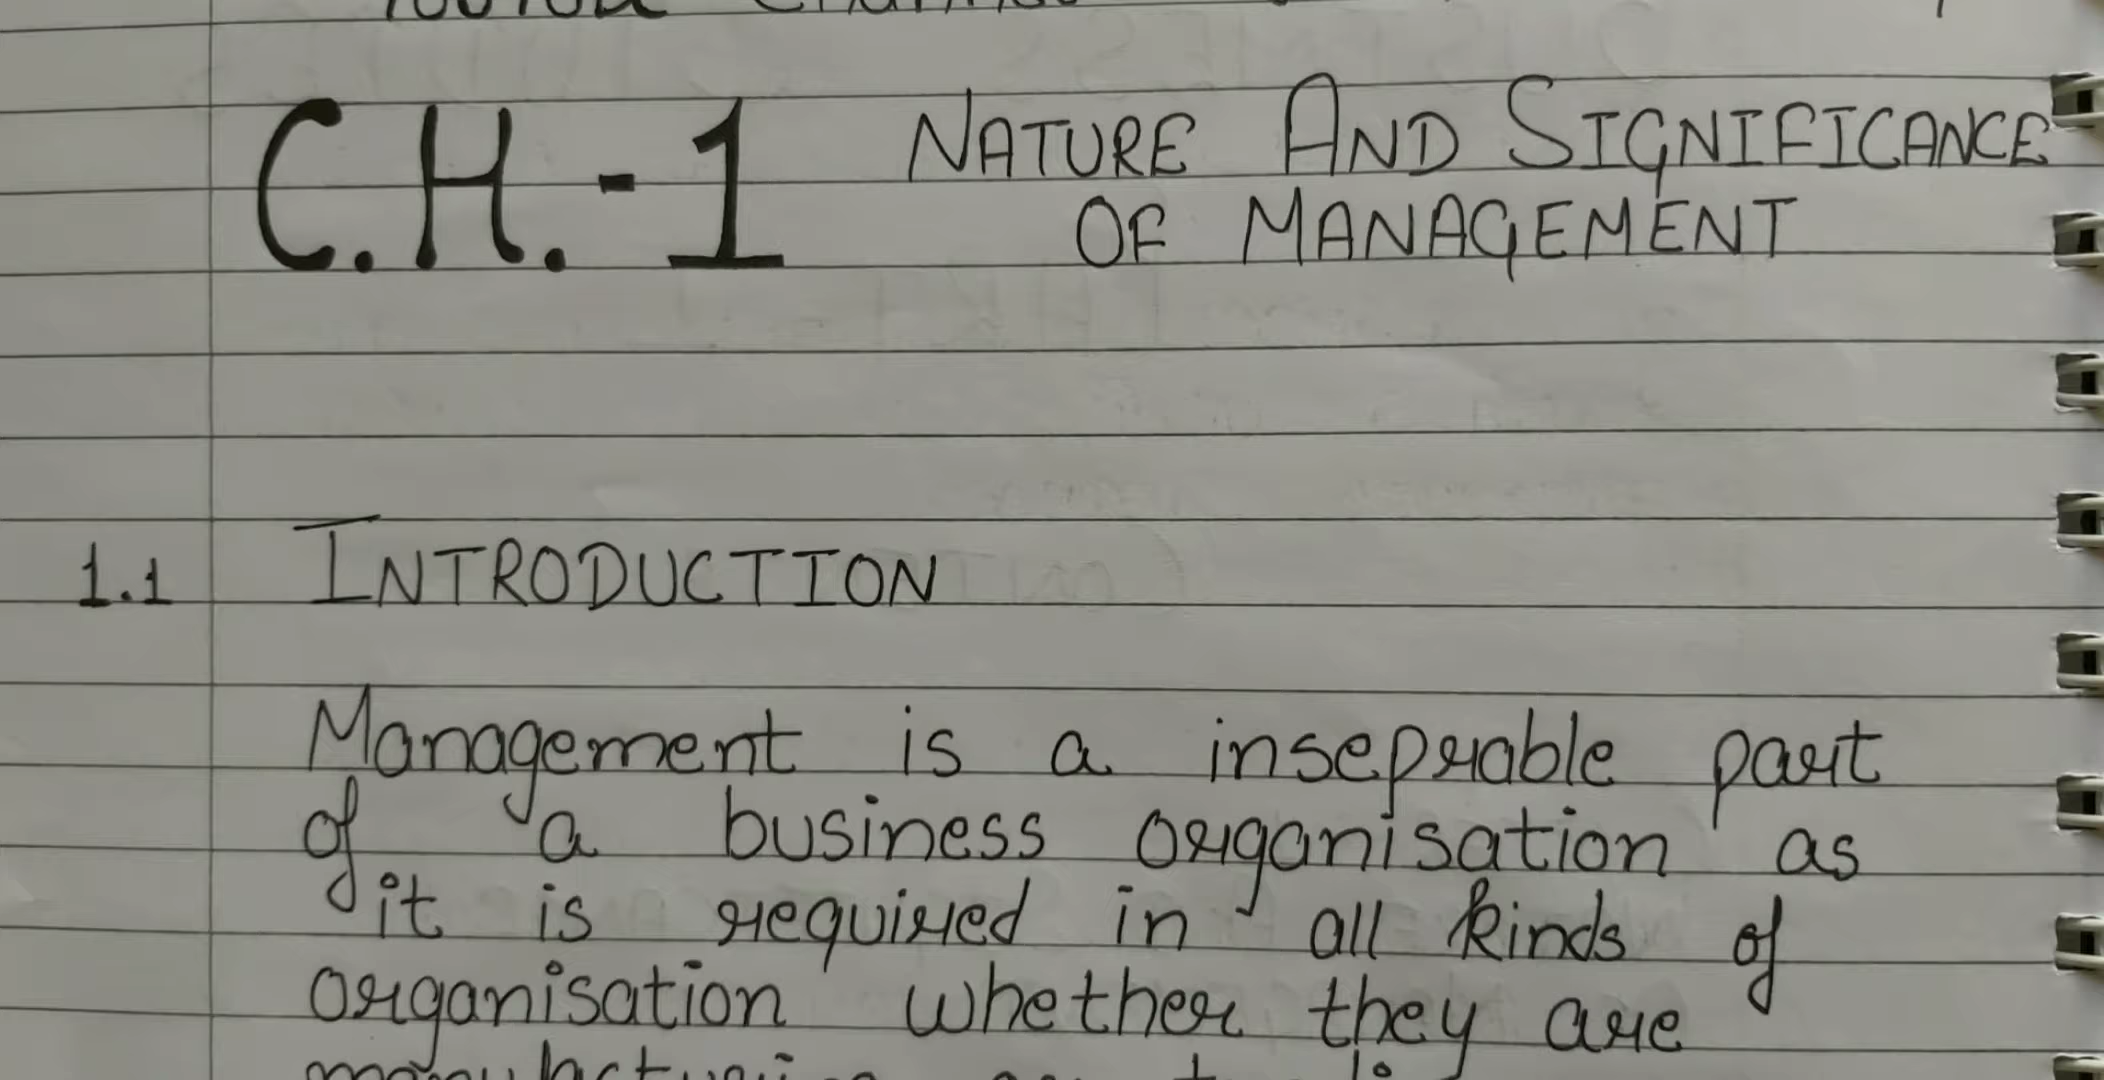 C.H.-1 NATURE AND SIGNIFICANCE
OF MANAGEMENT
1.1 INTRODUCTION
Management is a inseprable part
of a business organisation as
it is required in all kinds of
organisation whether they are